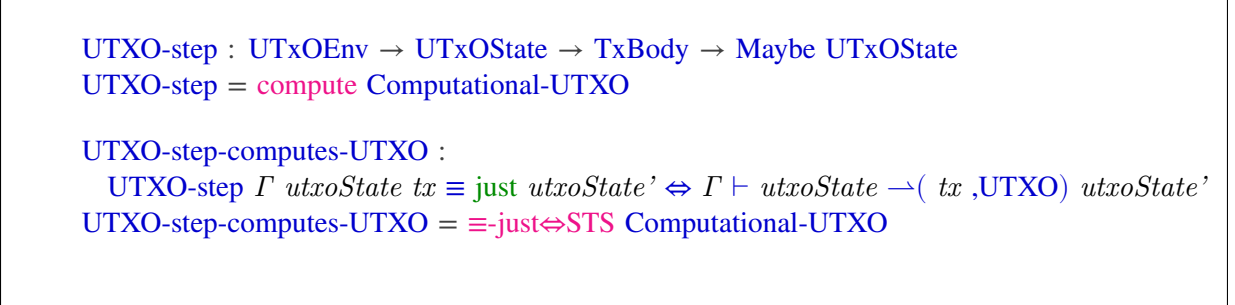 UTXO-step : UTxOEnv → UTxOState → TxBody → Maybe UTxOState
UTXO-step = compute Computational-UTXO
UTXO-step-computes-UTXO :
UTXO-step Γ utxoState tx ≡ just utxoState' ⇔ Γ ⊢ utxoState ⇀( tx ,UTXO) utxoState'
UTXO-step-computes-UTXO = ≡-just⇔STS Computational-UTXO